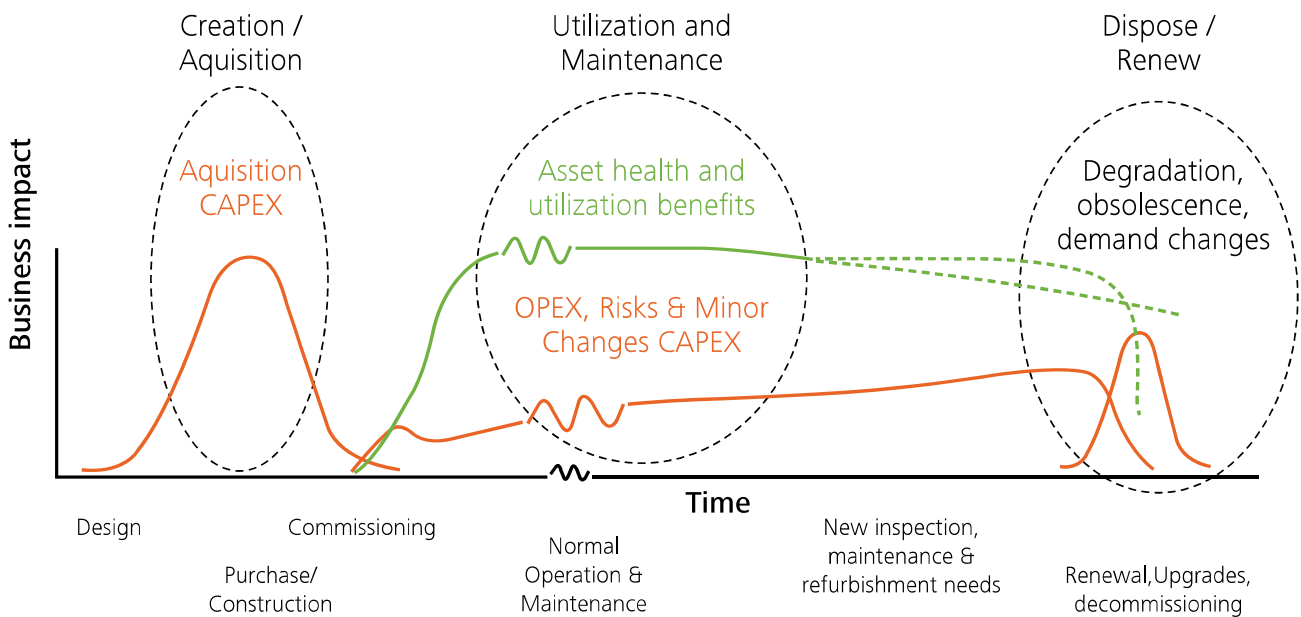 Creation /
Aquisition
Utilization and
Maintenance
Dispose /
Renew
Aquisition
CAPEX
Asset health and
utilization benefits
Degradation,
obsolescence,
demand changes
OPEX, Risks & Minor
Changes CAPEX
Business impact
Time
Design
Purchase/
Construction
Commissioning
Normal
Operation &
Maintenance
New inspection,
maintenance &
refurbishment needs
Renewal,Upgrades,
decommissioning